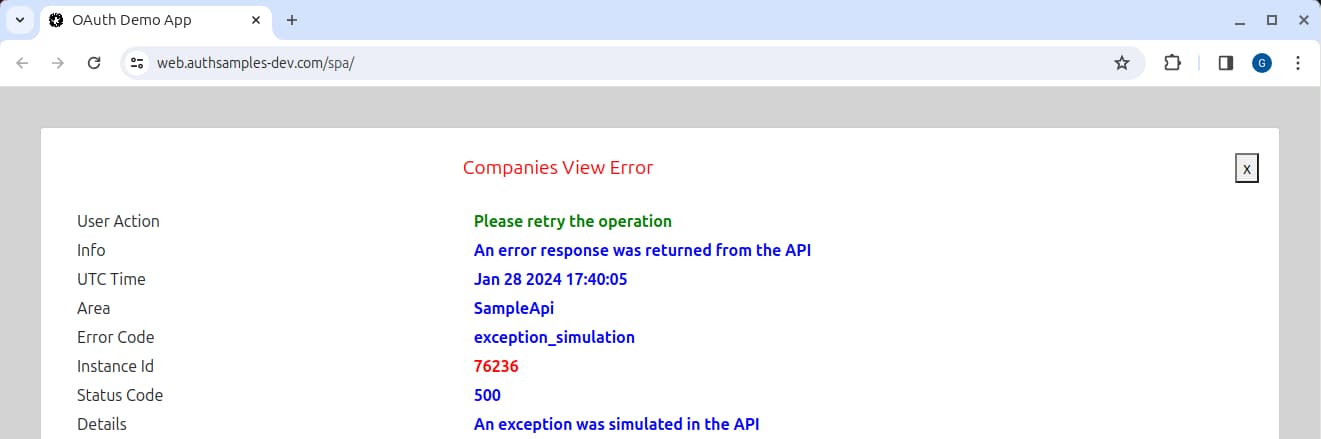 OAuth Demo App
web.authsamples-dev.com/spa/
G
Companies View Error
x
User Action Please retry the operation
Info An error response was returned from the API
UTC Time Jan 28 2024 17:40:05
Area SampleApi
Error Code exception_simulation
Instance Id 76236
Status Code 500
Details An exception was simulated in the API